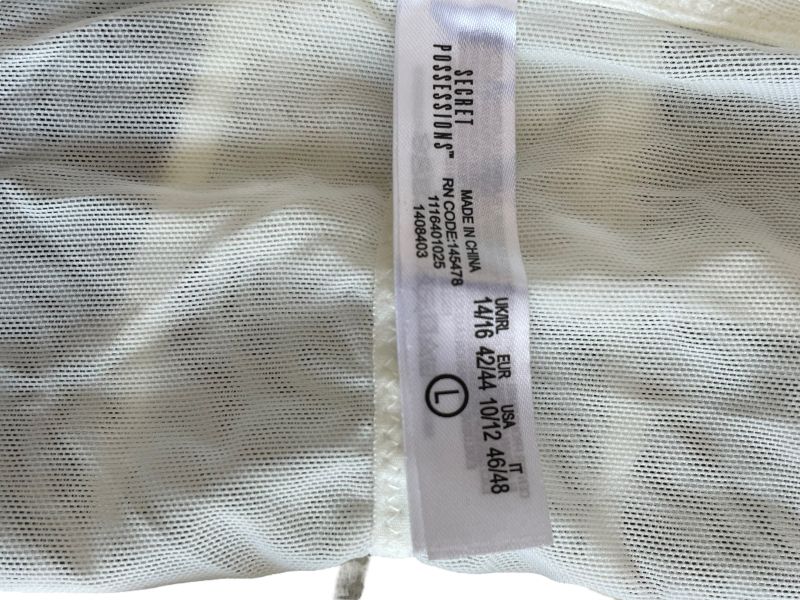 SECRET
POSSESSIONS™
MADE IN CHINA
RN CODE:145478
1116401025
1408403
UK/IRL EUR USA IT
14/16 42/44 10/12 46/48
L